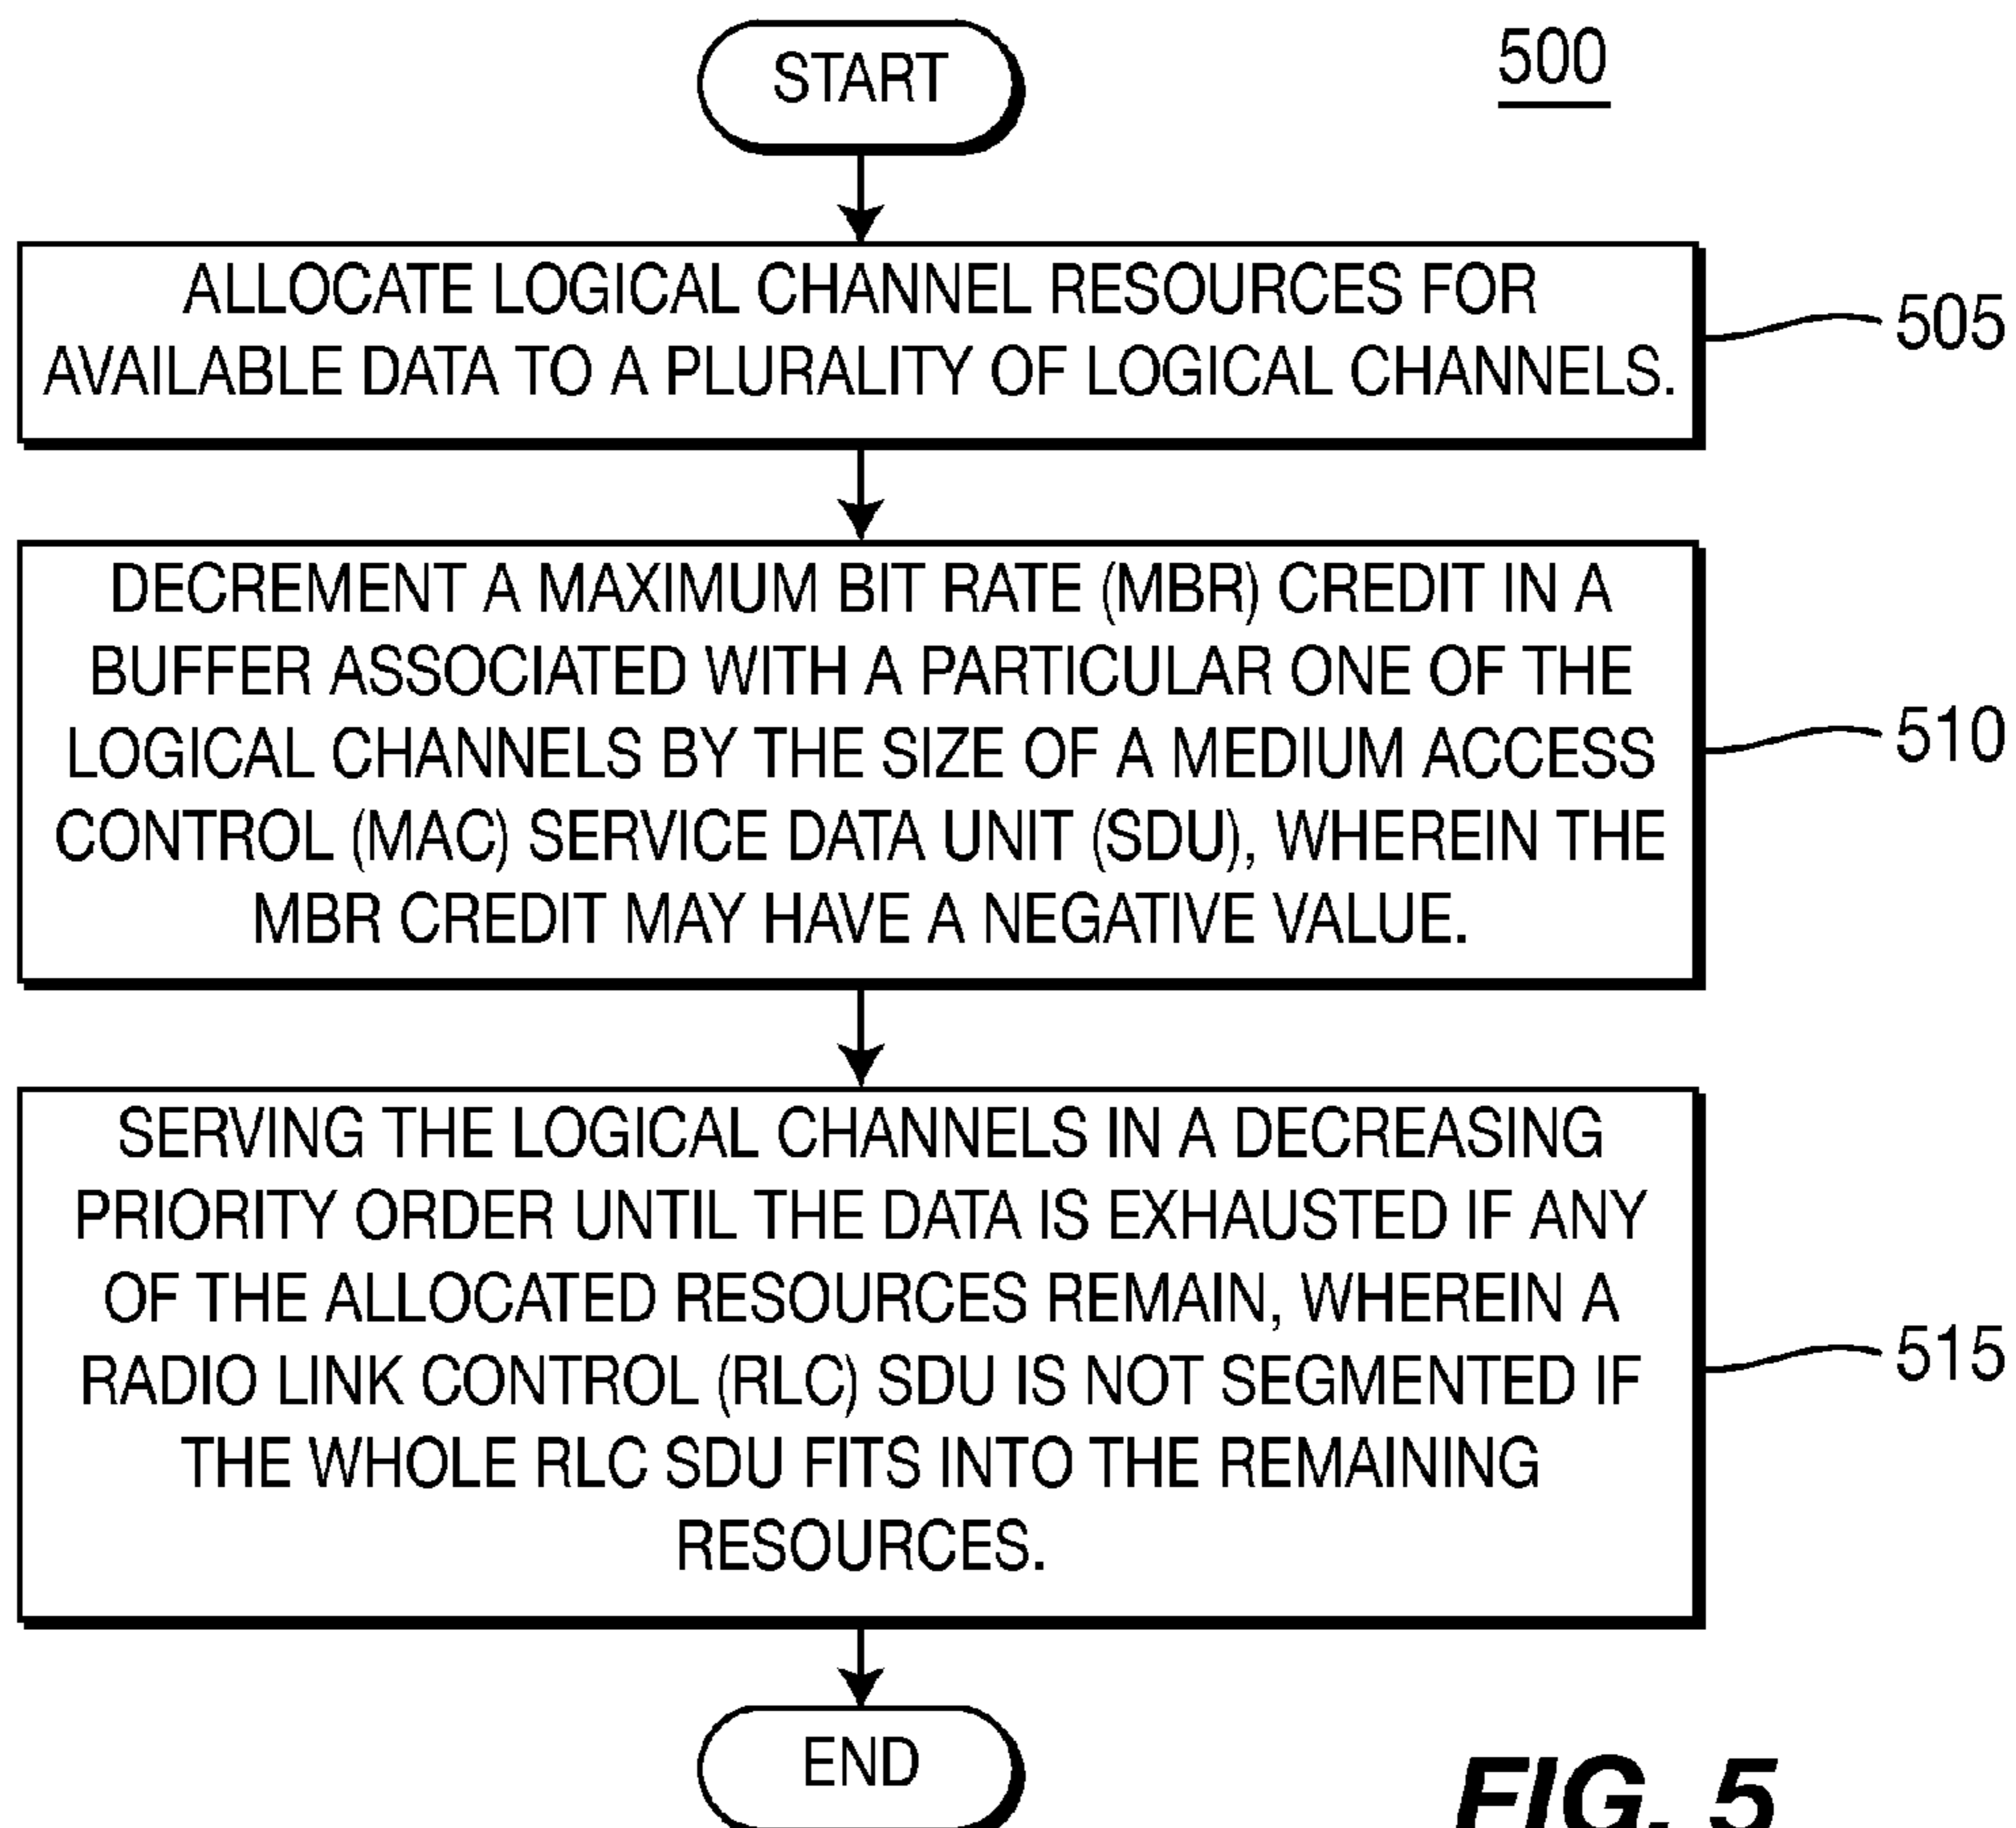 START
500
ALLOCATE LOGICAL CHANNEL RESOURCES FOR
AVAILABLE DATA TO A PLURALITY OF LOGICAL CHANNELS.
505
DECREMENT A MAXIMUM BIT RATE (MBR) CREDIT IN A
BUFFER ASSOCIATED WITH A PARTICULAR ONE OF THE
LOGICAL CHANNELS BY THE SIZE OF A MEDIUM ACCESS
CONTROL (MAC) SERVICE DATA UNIT (SDU), WHEREIN THE
MBR CREDIT MAY HAVE A NEGATIVE VALUE.
510
SERVING THE LOGICAL CHANNELS IN A DECREASING
PRIORITY ORDER UNTIL THE DATA IS EXHAUSTED IF ANY
OF THE ALLOCATED RESOURCES REMAIN, WHEREIN A
RADIO LINK CONTROL (RLC) SDU IS NOT SEGMENTED IF
THE WHOLE RLC SDU FITS INTO THE REMAINING
RESOURCES.
515
END
FIG. 5